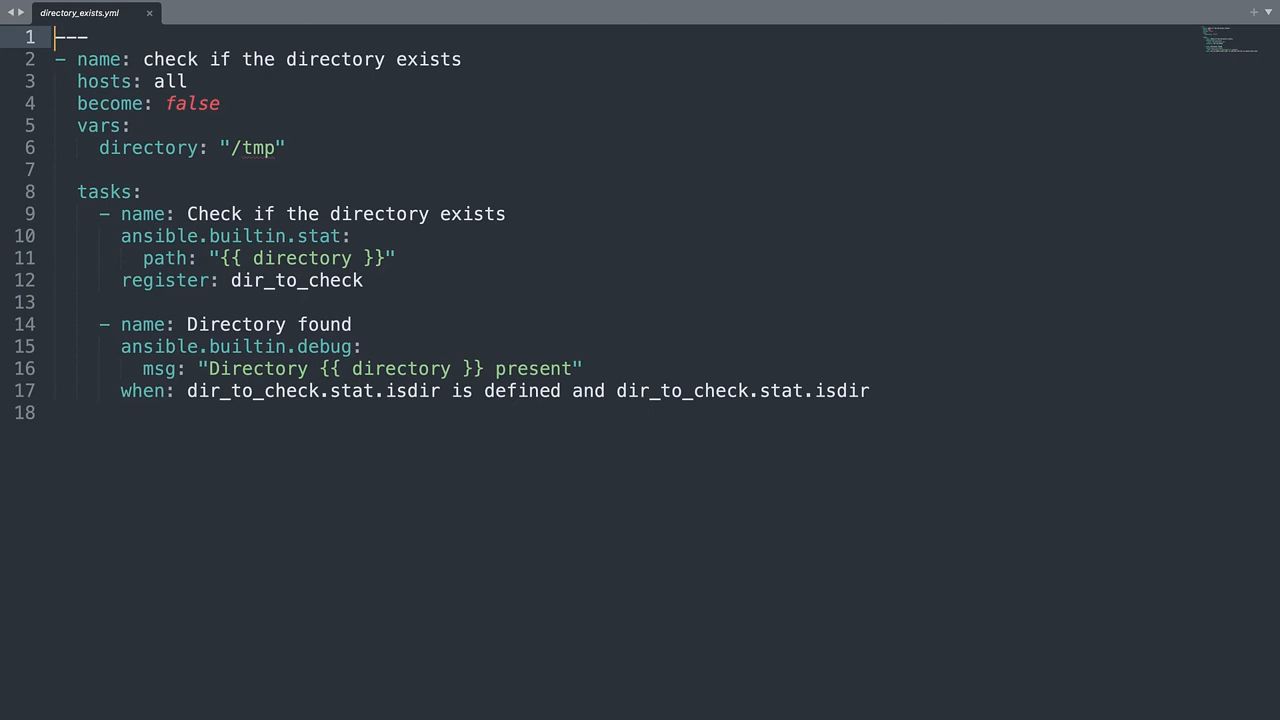 directory_exists.yml
1 ---
2 - name: check if the directory exists
3   hosts: all
4   become: false
5   vars:
6     directory: "/tmp"
7
8   tasks:
9     - name: Check if the directory exists
10       ansible.builtin.stat:
11         path: "{{ directory }}"
12       register: dir_to_check
13
14     - name: Directory found
15       ansible.builtin.debug:
16         msg: "Directory {{ directory }} present"
17       when: dir_to_check.stat.isdir is defined and dir_to_check.stat.isdir
18